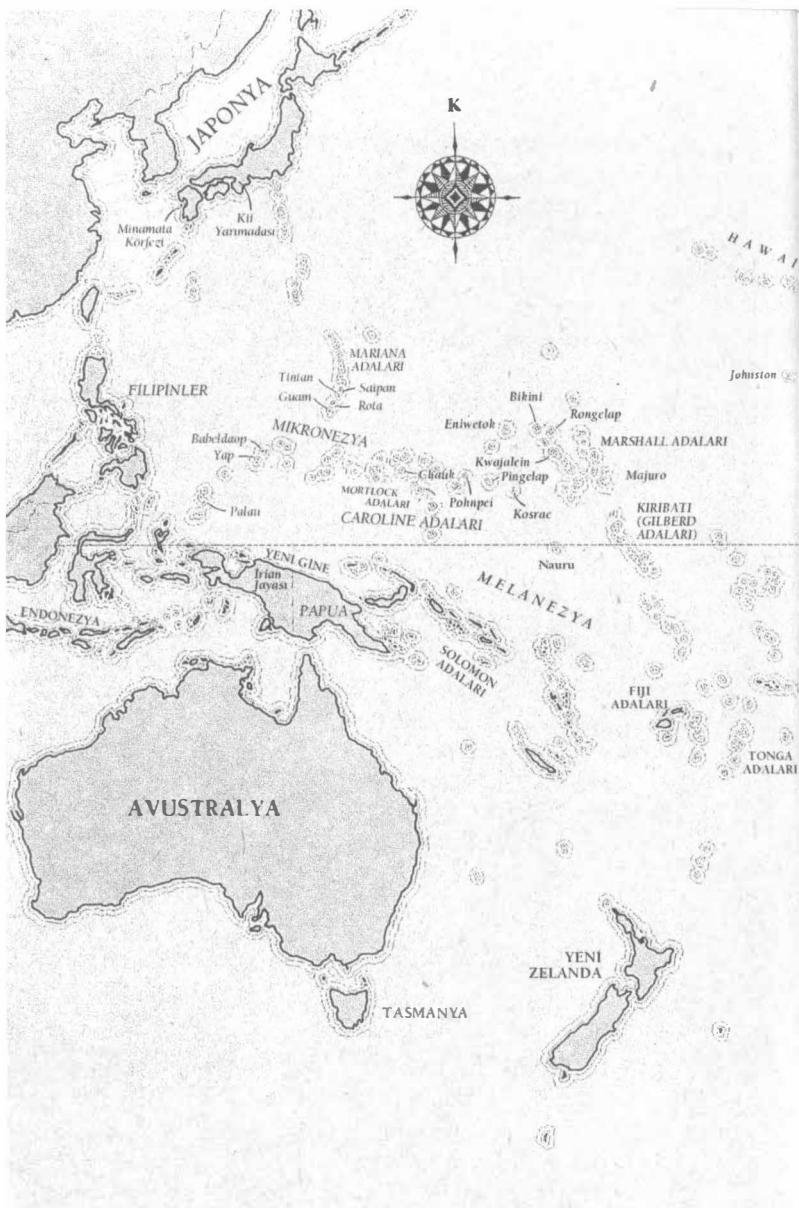 JAPONYA
K
Minamata
Körfezi
Kii
Yarımadası
HAWAI
MARIANA
ADALARI
Tinian
Saipan
Guam
Rota
FİLİPİNLER
Johnston
Bikini
Rongelap
Eniwetok
MİKRONEZYA
MARSHALL ADALARI
Babeldaop
Yap
Kwajalein
Chuuk
Pingelap
Majuro
MORTLOCK
ADALARI
Pohnpei
Palau
Kosrae
CAROLINE ADALARI
KIRIBATI
(GILBERD
ADALARI)
YENİ GİNE
Nauru
Irian
Jayası
MELANEZYA
PAPUA
ENDONEZYA
SOLOMON
ADALARI
FIJI
ADALARI
TONGA
ADALARI
AVUSTRALYA
YENİ
ZELANDA
TASMANYA